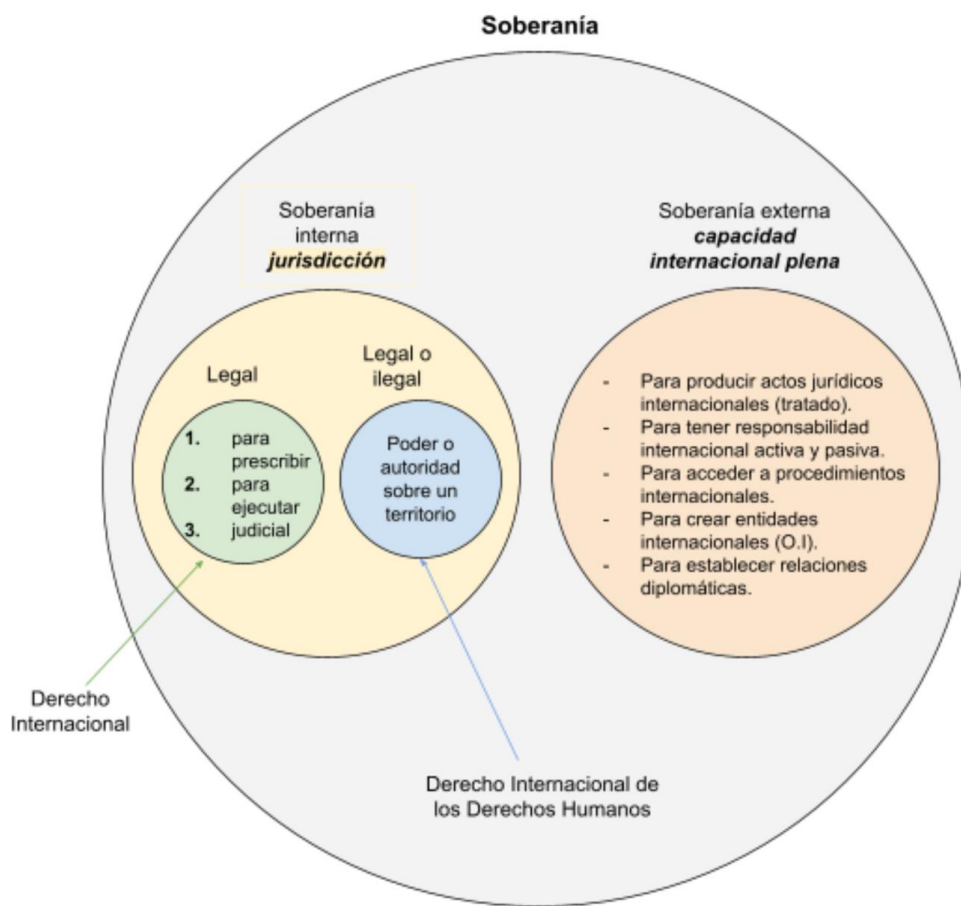 Soberanía
Soberanía
interna
jurisdicción
Soberanía externa
capacidad
internacional plena
Legal
Legal o
ilegal
1. para
prescribir
2. para
ejecutar
3. judicial
Poder o
autoridad
sobre un
territorio
- Para producir actos jurídicos
internacionales (tratado).
- Para tener responsabilidad
internacional activa y pasiva.
- Para acceder a procedimientos
internacionales.
- Para crear entidades
internacionales (O.I).
- Para establecer relaciones
diplomáticas.
Derecho
Internacional
Derecho Internacional de
los Derechos Humanos